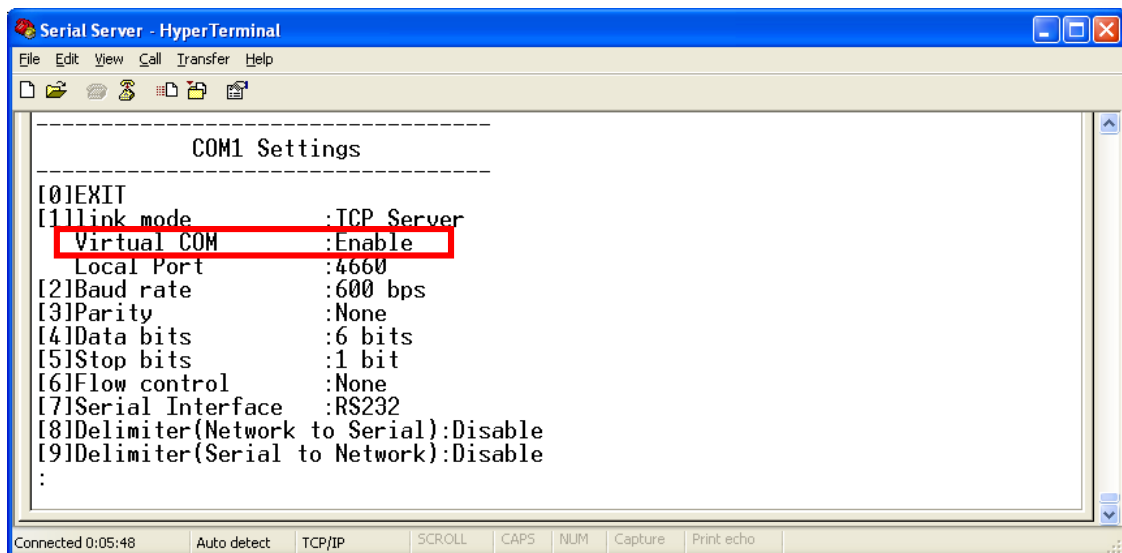 Serial Server - HyperTerminal
File Edit View Call Transfer Help
------------------------------------
COM1 Settings
------------------------------------
[0]EXIT
[1]link mode :TCP Server
Virtual COM :Enable
Local Port :4660
[2]Baud rate :600 bps
[3]Parity :None
[4]Data bits :6 bits
[5]Stop bits :1 bit
[6]Flow control :None
[7]Serial Interface :RS232
[8]Delimiter(Network to Serial):Disable
[9]Delimiter(Serial to Network):Disable
:
Connected 0:05:48 Auto detect TCP/IP SCROLL CAPS NUM Capture Print echo